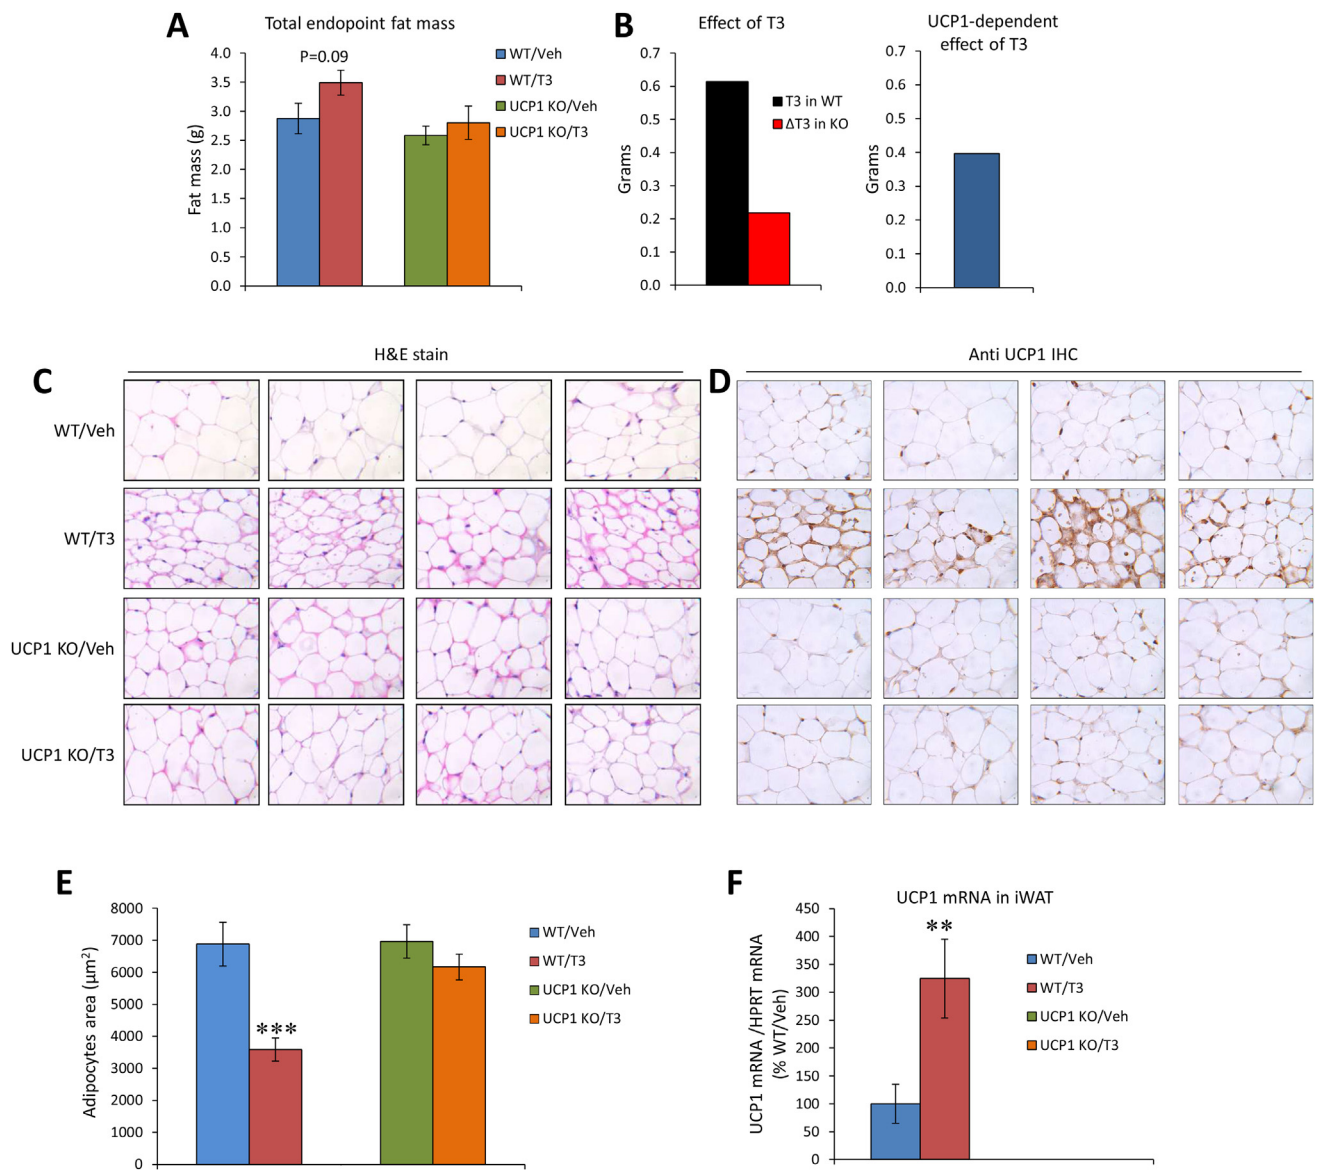 A
Total endopoint fat mass
P=0.09
Fat mass (g)
4.0
3.5
3.0
2.5
2.0
1.5
1.0
0.5
0.0
WT/Veh
WT/T3
UCP1 KO/Veh
UCP1 KO/T3
B
Effect of T3
Grams
0.7
0.6
0.5
0.4
0.3
0.2
0.1
0.0
T3 in WT
ΔT3 in KO
UCP1-dependent
effect of T3
Grams
0.7
0.6
0.5
0.4
0.3
0.2
0.1
0.0
C
H&E stain
D
Anti UCP1 IHC
WT/Veh
WT/T3
UCP1 KO/Veh
UCP1 KO/T3
E
Adipocytes area (μm²)
8000
7000
6000
5000
4000
3000
2000
1000
0
***
WT/Veh
WT/T3
UCP1 KO/Veh
UCP1 KO/T3
F
UCP1 mRNA in iWAT
UCP1 mRNA /HPRT mRNA
(% WT/Veh)
450
400
350
300
250
200
150
100
50
0
**
WT/Veh
WT/T3
UCP1 KO/Veh
UCP1 KO/T3